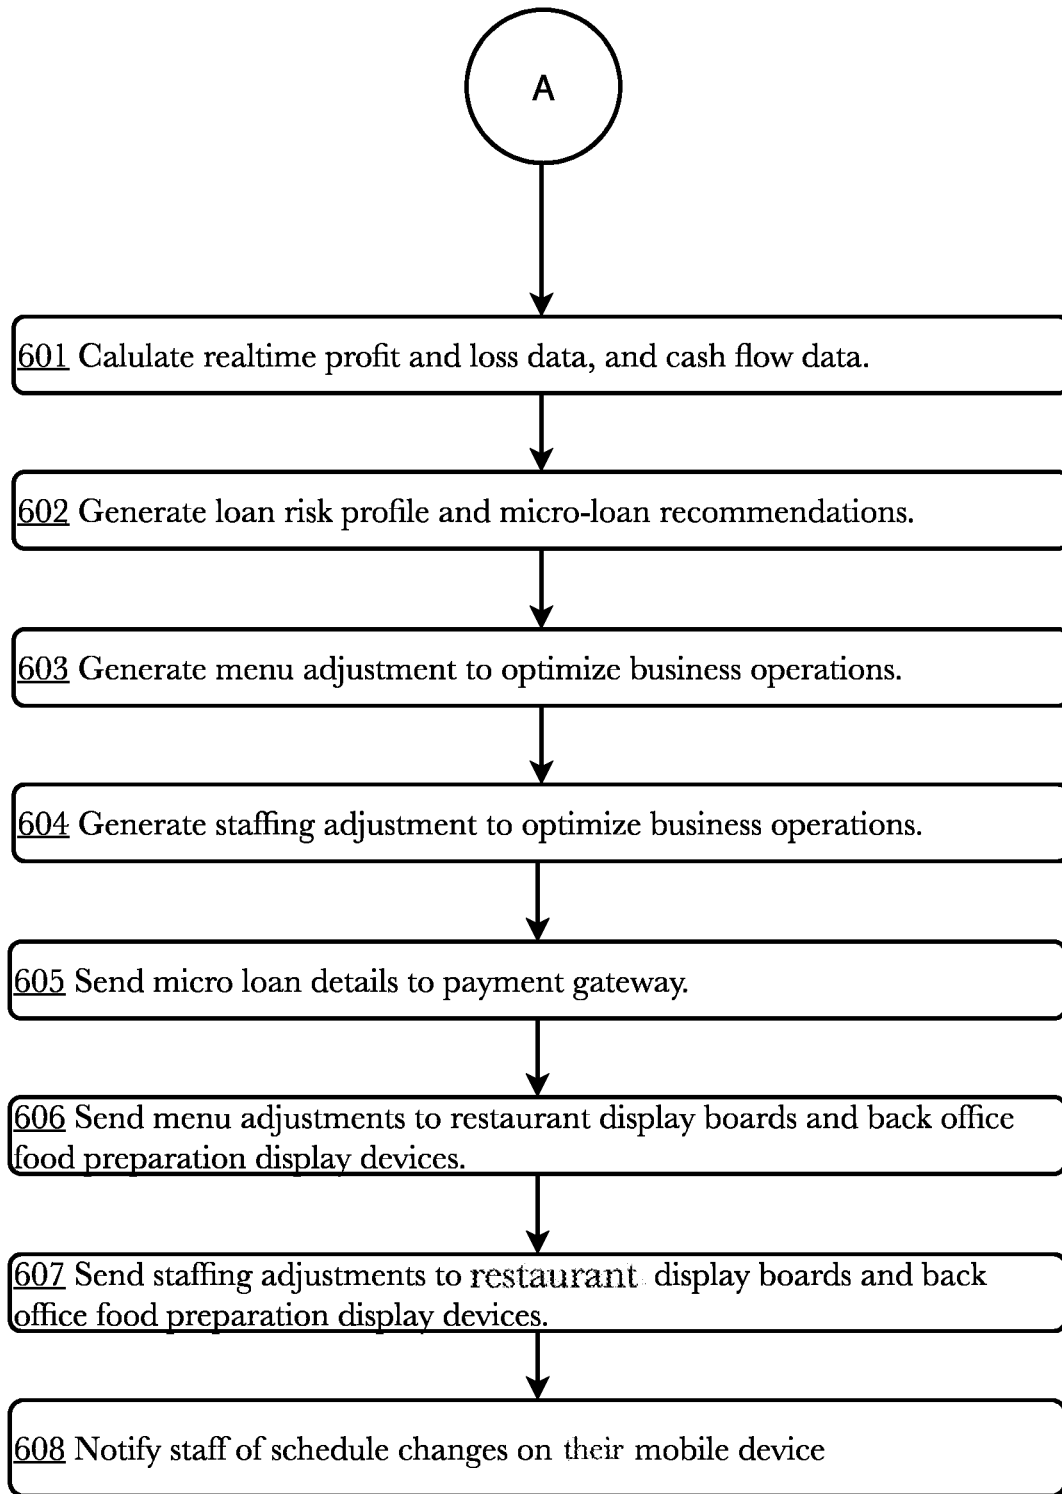 A
601 Calulate realtime profit and loss data, and cash flow data.
602 Generate loan risk profile and micro-loan recommendations.
603 Generate menu adjustment to optimize business operations.
604 Generate staffing adjustment to optimize business operations.
605 Send micro loan details to payment gateway.
606 Send menu adjustments to restaurant display boards and back office
food preparation display devices.
607 Send staffing adjustments to restaurant display boards and back
office food preparation display devices.
608 Notify staff of schedule changes on their mobile device